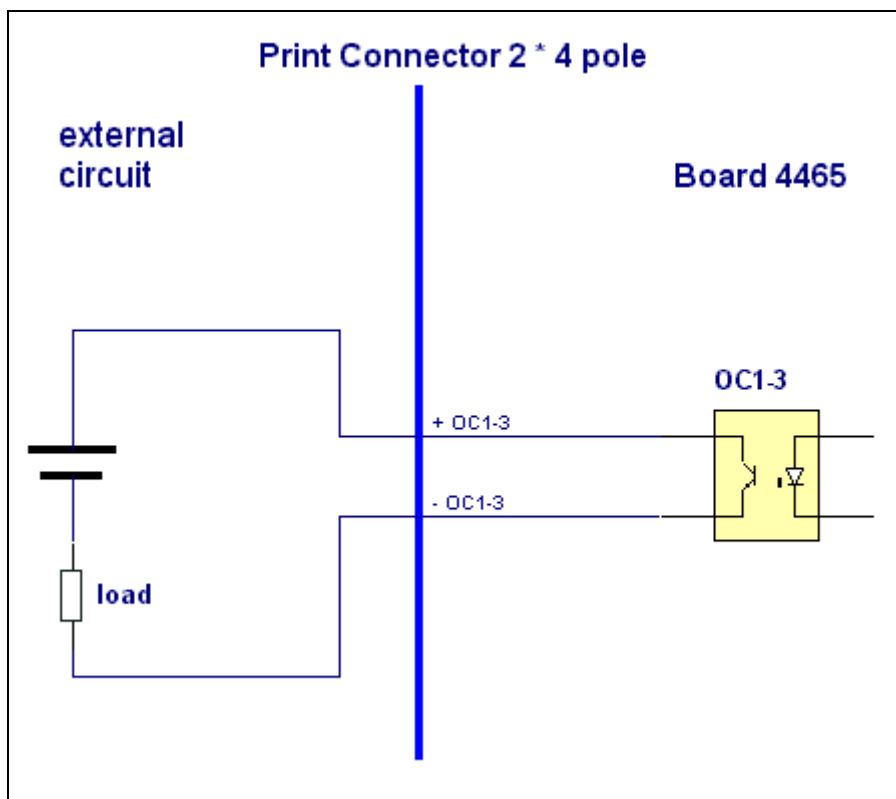 Print Connector 2 * 4 pole
external
circuit
Board 4465
OC1-3
+ OC1-3
- OC1-3
load